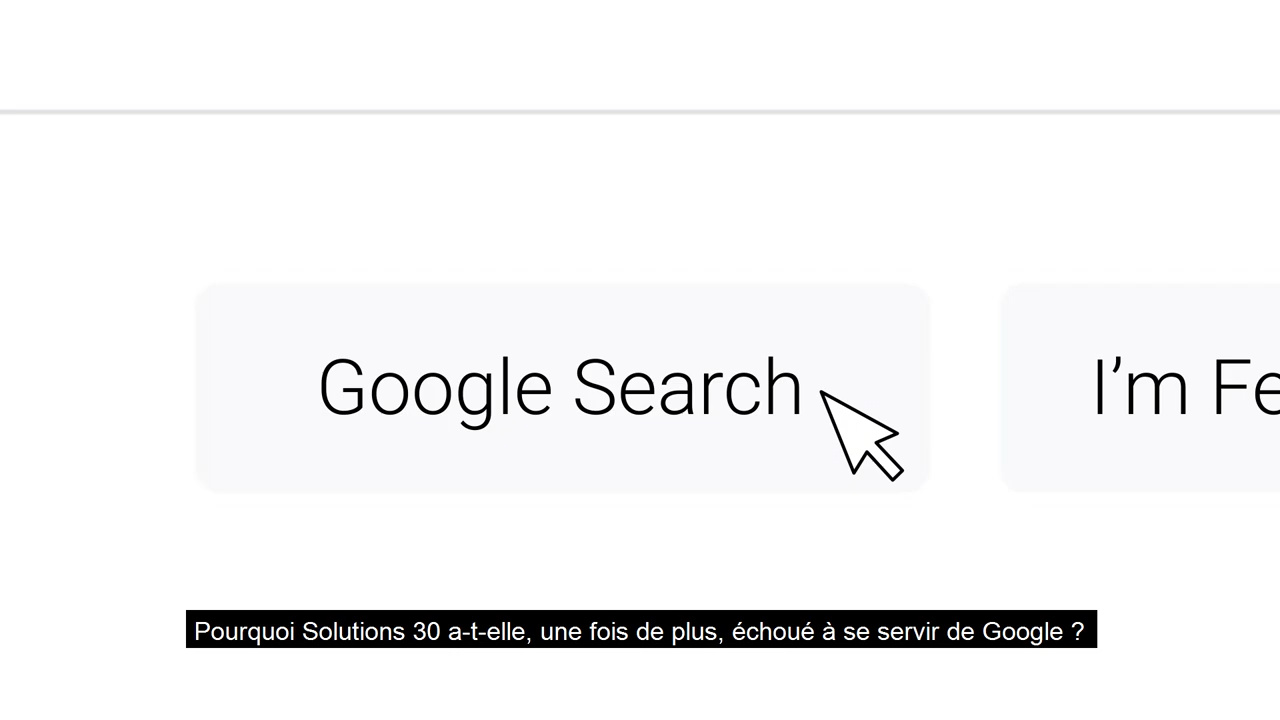 Google Search
I’m Fe
Pourquoi Solutions 30 a-t-elle, une fois de plus, échoué à se servir de Google ?